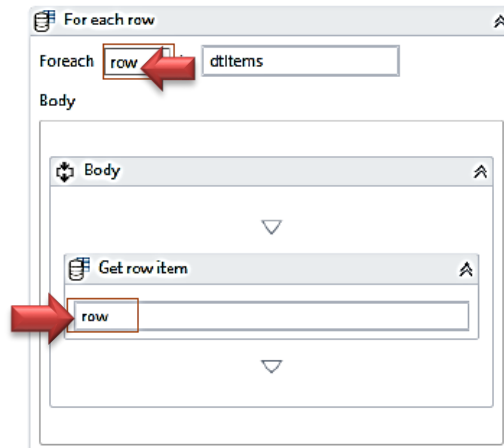 For each row
Foreach row dtItems
Body
Body
Get row item
row